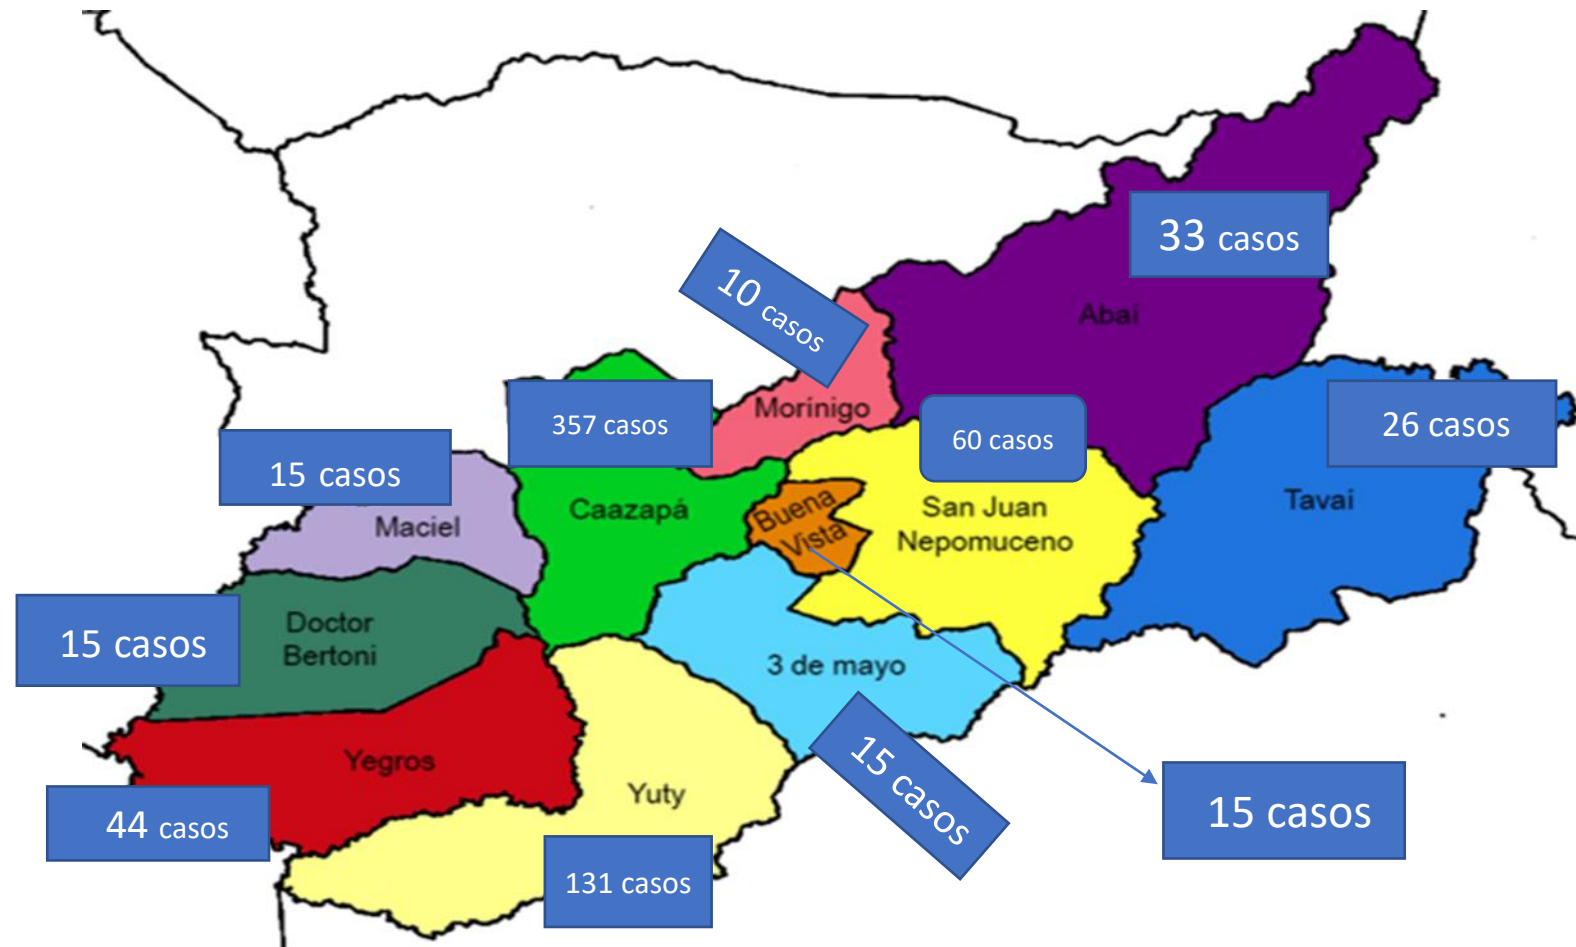 33 casos
Abai
10 casos
Morínigo
357 casos
60 casos
26 casos
15 casos
Maciel
Caazapá
Buena
Vista
San Juan
Nepomuceno
Tavai
15 casos
Doctor
Bertoni
3 de mayo
Yegros
Yuty
15 casos
15 casos
44 casos
131 casos